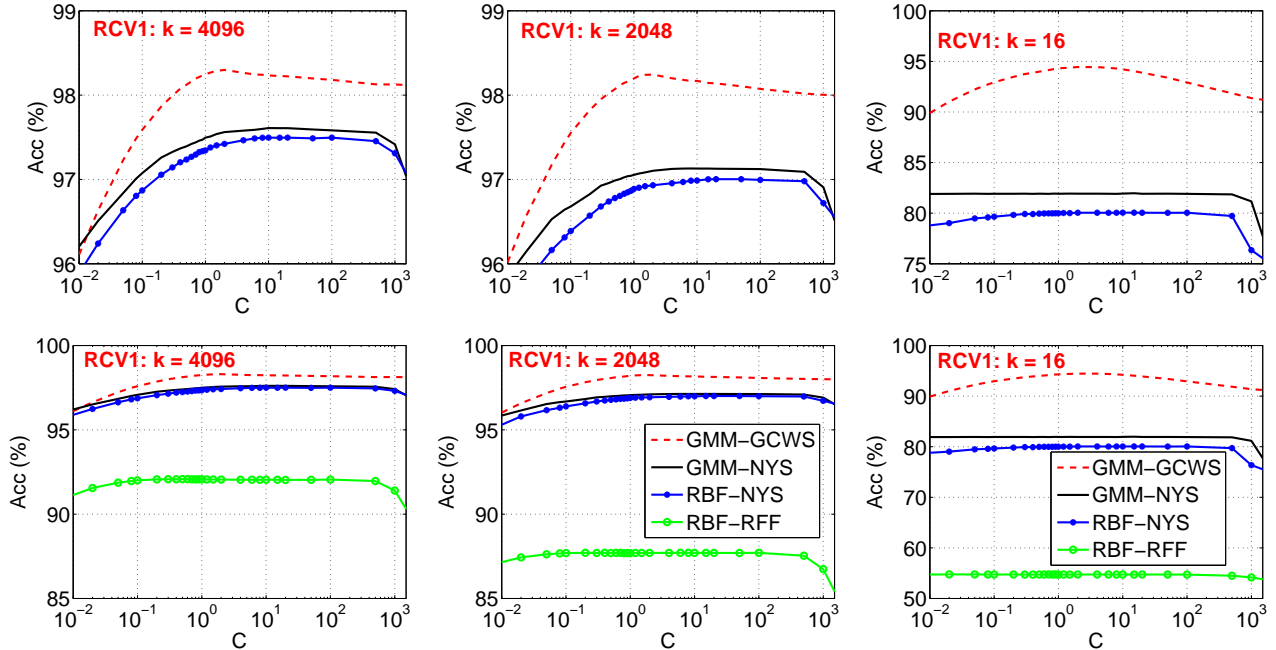 RCV1: k = 4096
99
98
97
96
Acc (%)
10^−2 10^−1 10^0 10^1 10^2 10^3
C
RCV1: k = 2048
99
98
97
96
Acc (%)
10^−2 10^−1 10^0 10^1 10^2 10^3
C
RCV1: k = 16
100
95
90
85
80
75
Acc (%)
10^−2 10^−1 10^0 10^1 10^2 10^3
C
RCV1: k = 4096
100
95
90
85
Acc (%)
10^−2 10^−1 10^0 10^1 10^2 10^3
C
RCV1: k = 2048
100
95
90
85
Acc (%)
GMM−GCWS
GMM−NYS
RBF−NYS
RBF−RFF
10^−2 10^−1 10^0 10^1 10^2 10^3
C
RCV1: k = 16
100
90
80
70
60
50
Acc (%)
GMM−GCWS
GMM−NYS
RBF−NYS
RBF−RFF
10^−2 10^−1 10^0 10^1 10^2 10^3
C